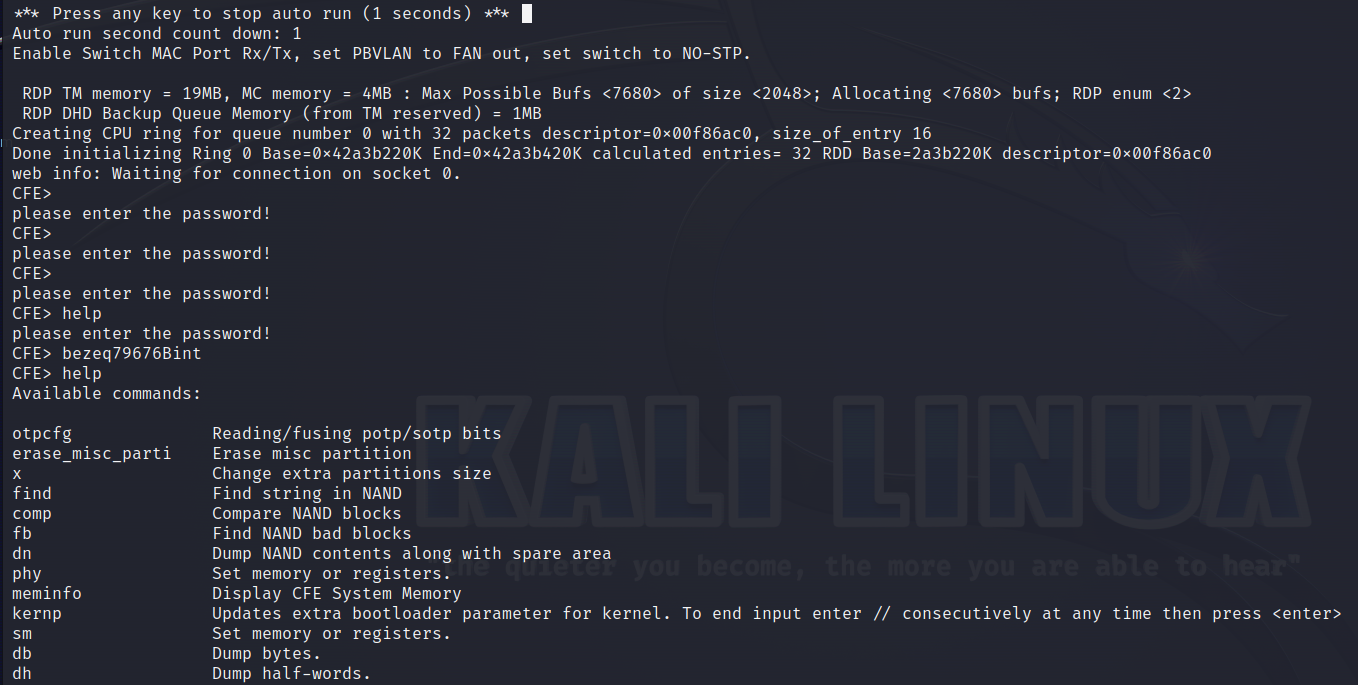 *** Press any key to stop auto run (1 seconds) ***
Auto run second count down: 1
Enable Switch MAC Port Rx/Tx, set PBVLAN to FAN out, set switch to NO-STP.
RDP TM memory = 19MB, MC memory = 4MB : Max Possible Bufs <7680> of size <2048>; Allocating <7680> bufs; RDP enum <2>
RDP DHD Backup Queue Memory (from TM reserved) = 1MB
Creating CPU ring for queue number 0 with 32 packets descriptor=0x00f86ac0, size_of_entry 16
Done initializing Ring 0 Base=0x42a3b220K End=0x42a3b420K calculated entries= 32 RDD Base=2a3b220K descriptor=0x00f86ac0
web info: Waiting for connection on socket 0.
CFE>
please enter the password!
CFE>
please enter the password!
CFE>
please enter the password!
CFE> help
please enter the password!
CFE> bezeq79676Bint
CFE> help
Available commands:
otpcfg Reading/fusing potp/sotp bits
erase_misc_parti Erase misc partition
x Change extra partitions size
find Find string in NAND
comp Compare NAND blocks
fb Find NAND bad blocks
dn Dump NAND contents along with spare area
phy Set memory or registers.
meminfo Display CFE System Memory
kernp Updates extra bootloader parameter for kernel. To end input enter // consecutively at any time then press <enter>
sm Set memory or registers.
db Dump bytes.
dh Dump half-words.
KALI LINUX
"the quieter you become, the more you are able to hear"